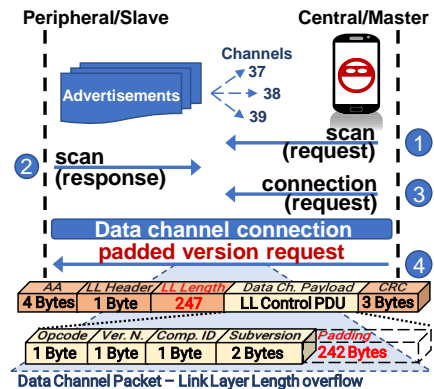 Peripheral/Slave
Central/Master
Channels
37
Advertisements
38
39
1
scan
(request)
2
scan
(response)
3
connection
(request)
Data channel connection
padded version request
4
AA
LL Header
LL Length
Data Ch. Payload
CRC
4 Bytes
1 Byte
247
LL Control PDU
3 Bytes
Opcode
Ver. N.
Comp. ID
Subversion
Padding
1 Byte
1 Byte
1 Byte
2 Bytes
242 Bytes
Data Channel Packet – Link Layer Length overflow